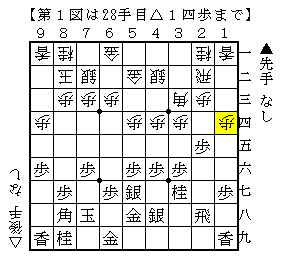 【第１図は28手目△１四歩まで】
９ ８ ７ ６ ５ ４ ３ ２ １
香 桂 金 桂 香 一
玉 銀 金 銀 飛 二
歩 歩 歩 角 歩 三
歩 歩 歩 歩 歩 四
歩 五
歩 歩 歩 歩 歩 歩 六
歩 歩 銀 桂 七
角 玉 金 銀 飛 八
香 桂 金 香 九
▲先手 なし
△後手 なし